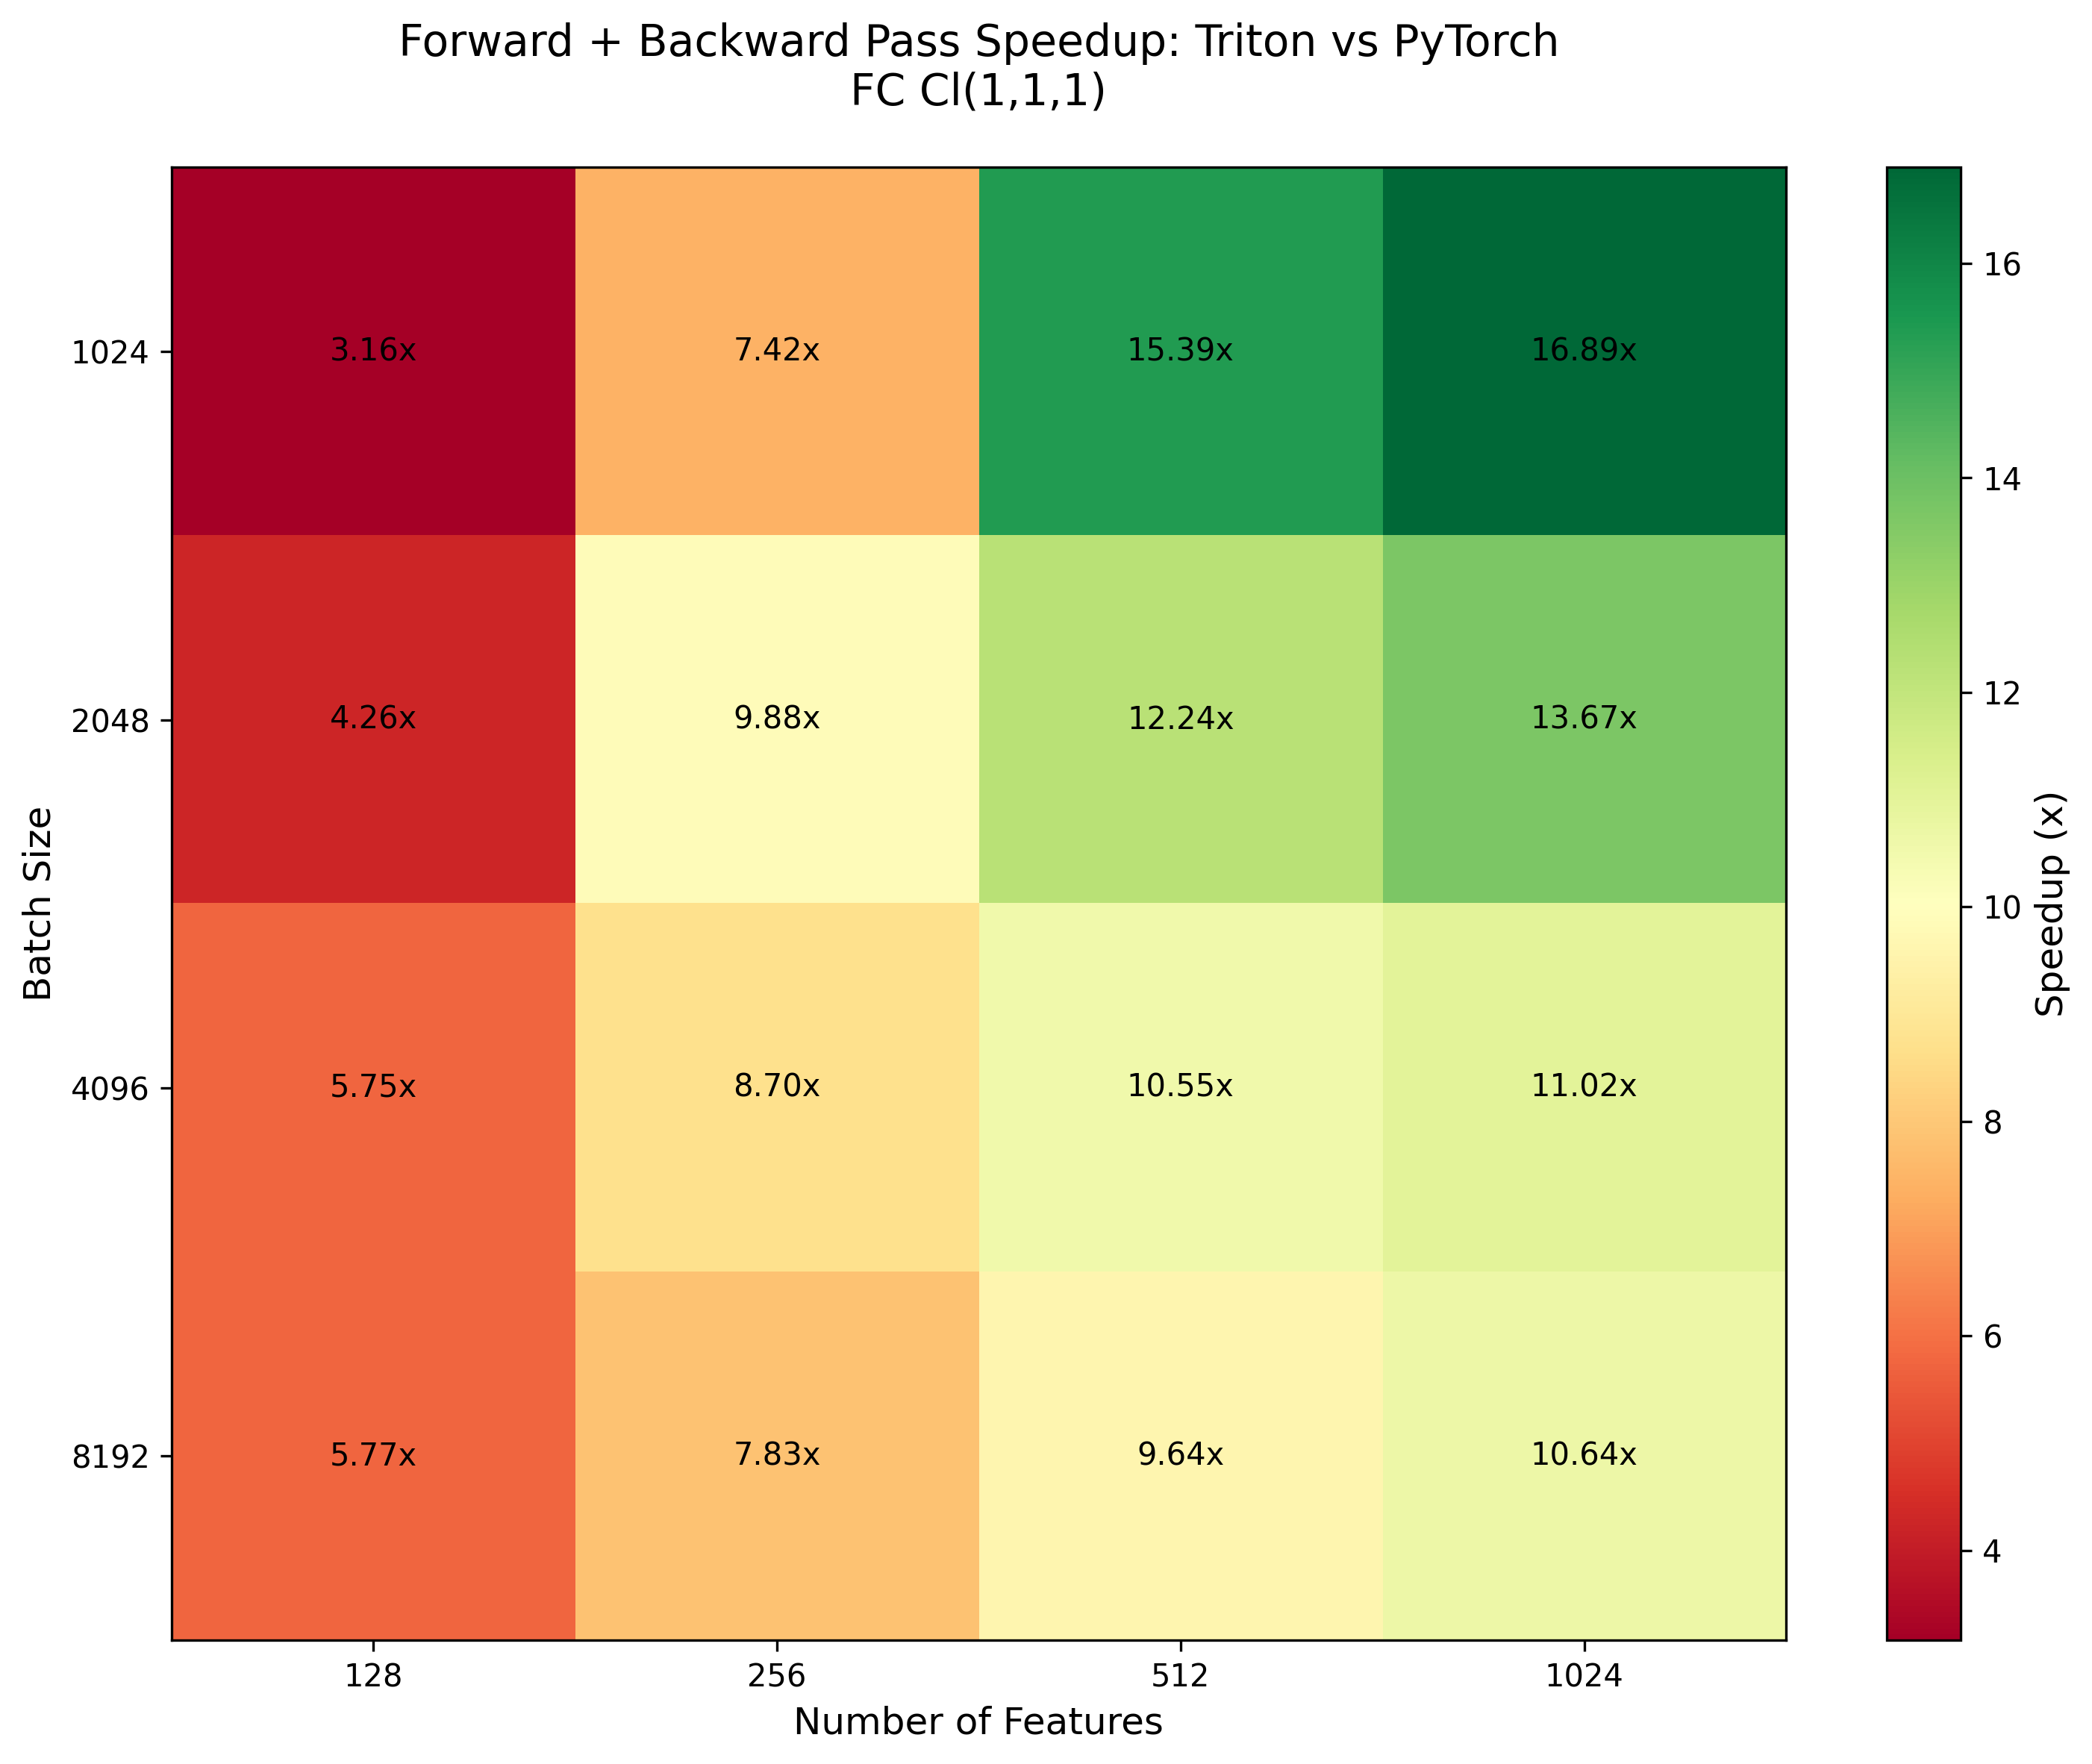 Forward + Backward Pass Speedup: Triton vs PyTorch
FC Cl(1,1,1)
1024
3.16x
7.42x
15.39x
16.89x
2048
4.26x
9.88x
12.24x
13.67x
4096
5.75x
8.70x
10.55x
11.02x
8192
5.77x
7.83x
9.64x
10.64x
Batch Size
128
256
512
1024
Number of Features
16
14
12
10
8
6
4
Speedup (x)